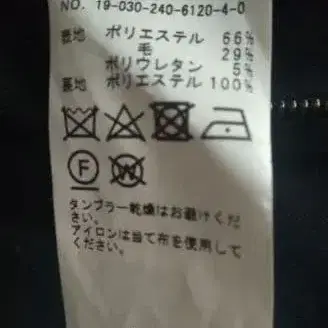 NO. 19-030-240-6120-4-0
表地 ポリエステル 66%
毛 29%
ポリウレタン 5%
裏地 ポリエステル 100%
F
W
タンブラー乾燥はお避けくだ
さい。
アイロンは当て布を使用して
ください。